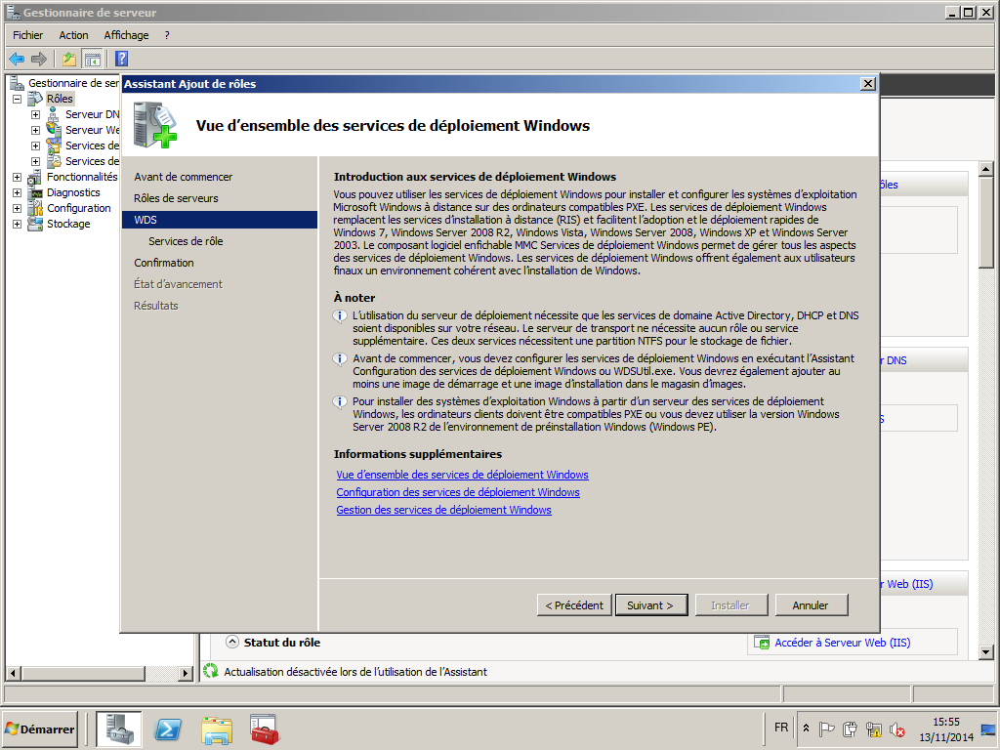 Gestionnaire de serveur
Fichier Action Affichage ?
Gestionnaire de ser
Rôles
Serveur DN
Serveur We
Services de
Services de
Fonctionnalités
Diagnostics
Configuration
Stockage
Assistant Ajout de rôles
Vue d'ensemble des services de déploiement Windows
Avant de commencer
Rôles de serveurs
WDS
Services de rôle
Confirmation
État d'avancement
Résultats
Introduction aux services de déploiement Windows
Vous pouvez utiliser les services de déploiement Windows pour installer et configurer les systèmes d'exploitation
Microsoft Windows à distance sur des ordinateurs compatibles PXE. Les services de déploiement Windows
remplacent les services d'installation à distance (RIS) et facilitent l'adoption et le déploiement rapides de
Windows 7, Windows Server 2008 R2, Windows Vista, Windows Server 2008, Windows XP et Windows Server
2003. Le composant logiciel enfichable MMC Services de déploiement Windows permet de gérer tous les aspects
des services de déploiement Windows. Les services de déploiement Windows offrent également aux utilisateurs
finaux un environnement cohérent avec l'installation de Windows.
À noter
L'utilisation du serveur de déploiement nécessite que les services de domaine Active Directory, DHCP et DNS
soient disponibles sur votre réseau. Le serveur de transport ne nécessite aucun rôle ou service
supplémentaire. Ces deux services nécessitent une partition NTFS pour le stockage de fichier.
Avant de commencer, vous devez configurer les services de déploiement Windows en exécutant l'Assistant
Configuration des services de déploiement Windows ou WDSUtil.exe. Vous devrez également ajouter au
moins une image de démarrage et une image d'installation dans le magasin d'images.
Pour installer des systèmes d'exploitation Windows à partir d'un serveur des services de déploiement
Windows, les ordinateurs clients doivent être compatibles PXE ou vous devez utiliser la version Windows
Server 2008 R2 de l'environnement de préinstallation Windows (Windows PE).
Informations supplémentaires
Vue d'ensemble des services de déploiement Windows
Configuration des services de déploiement Windows
Gestion des services de déploiement Windows
< Précédent Suivant > Installer Annuler
ôles
r DNS
S
r Web (IIS)
Statut du rôle
Accéder à Serveur Web (IIS)
Actualisation désactivée lors de l'utilisation de l'Assistant
Démarrer
FR
15:55
13/11/2014